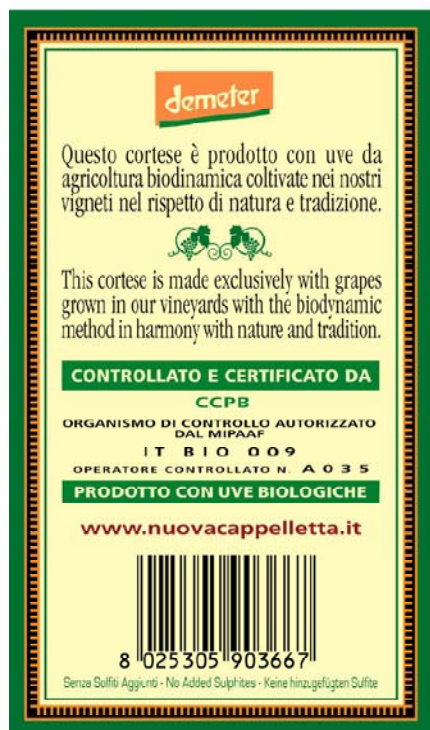 demeter
Questo cortese è prodotto con uve da
agricoltura biodinamica coltivate nei nostri
vigneti nel rispetto di natura e tradizione.
This cortese is made exclusively with grapes
grown in our vineyards with the biodynamic
method in harmony with nature and tradition.
CONTROLLATO E CERTIFICATO DA
CCPB
ORGANISMO DI CONTROLLO AUTORIZZATO
DAL MIPAAF
IT BIO 009
OPERATORE CONTROLLATO N. A035
PRODOTTO CON UVE BIOLOGICHE
www.nuovacappelletta.it
8 025305 903667
Senza Solfiti Aggiunti - No Added Sulphites - Keine hinzugefügten Sulfite